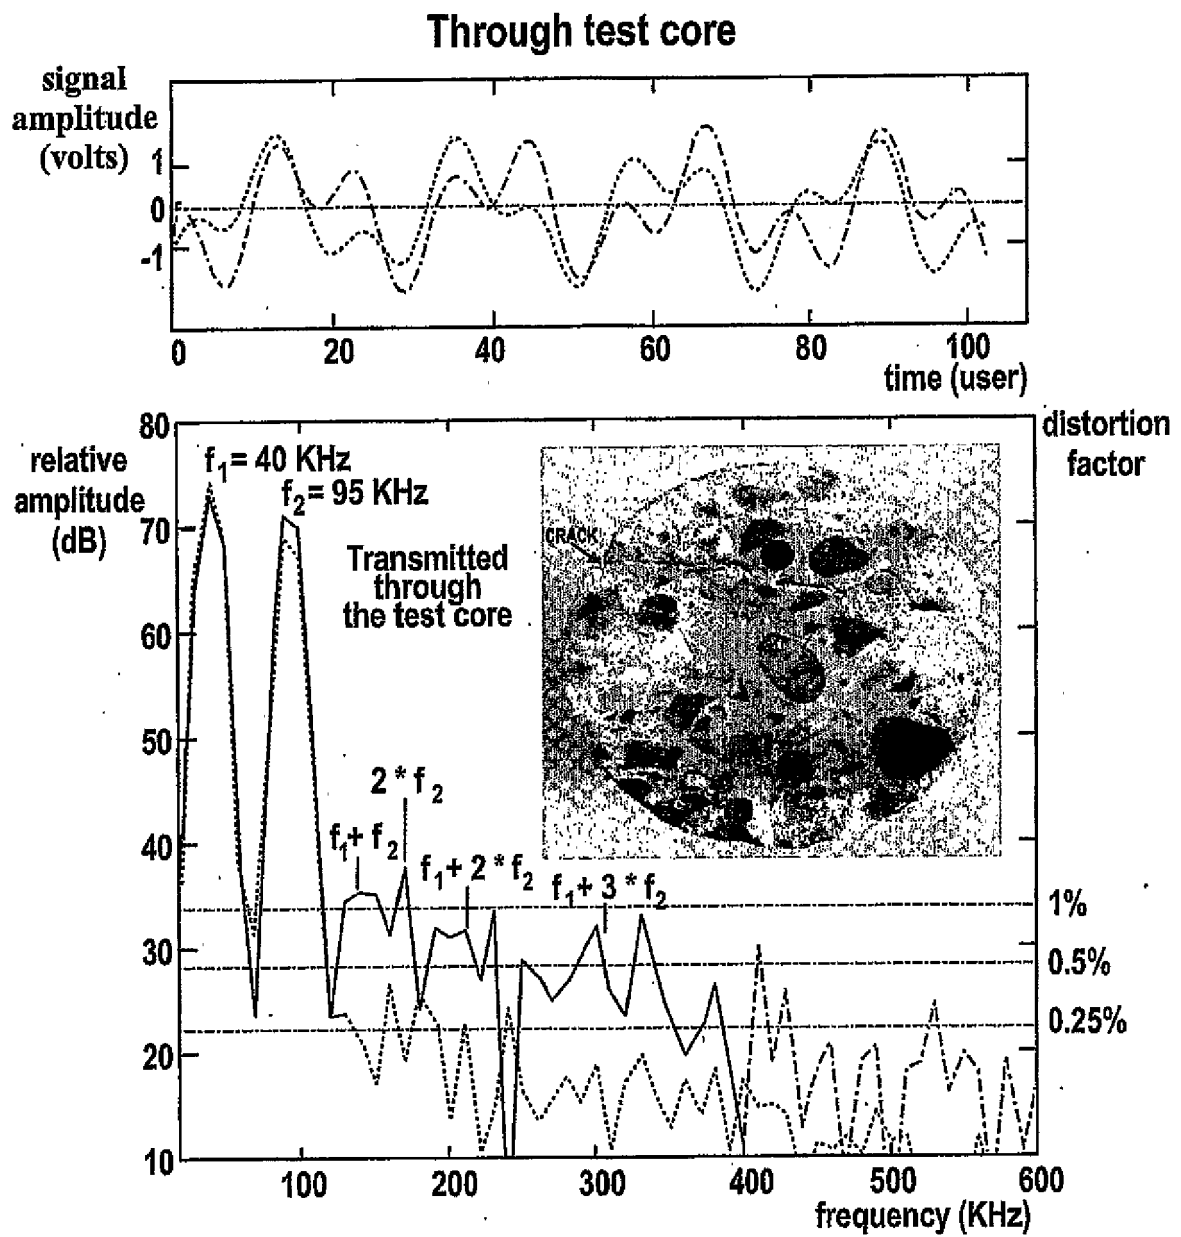 Through test core
signal
amplitude
(volts)
1
0
-1
0 20 40 60 80 100
time (user)
80
relative
amplitude
(dB)
distortion
factor
f1= 40 KHz
f2= 95 KHz
70
Transmitted
through
the test core
CRACK
60
50
2 * f2
f1+ f2
40
f1+ 2 * f2
f1+ 3 * f2
1%
30
0.5%
0.25%
20
10
100 200 300 400 500 600
frequency (KHz)